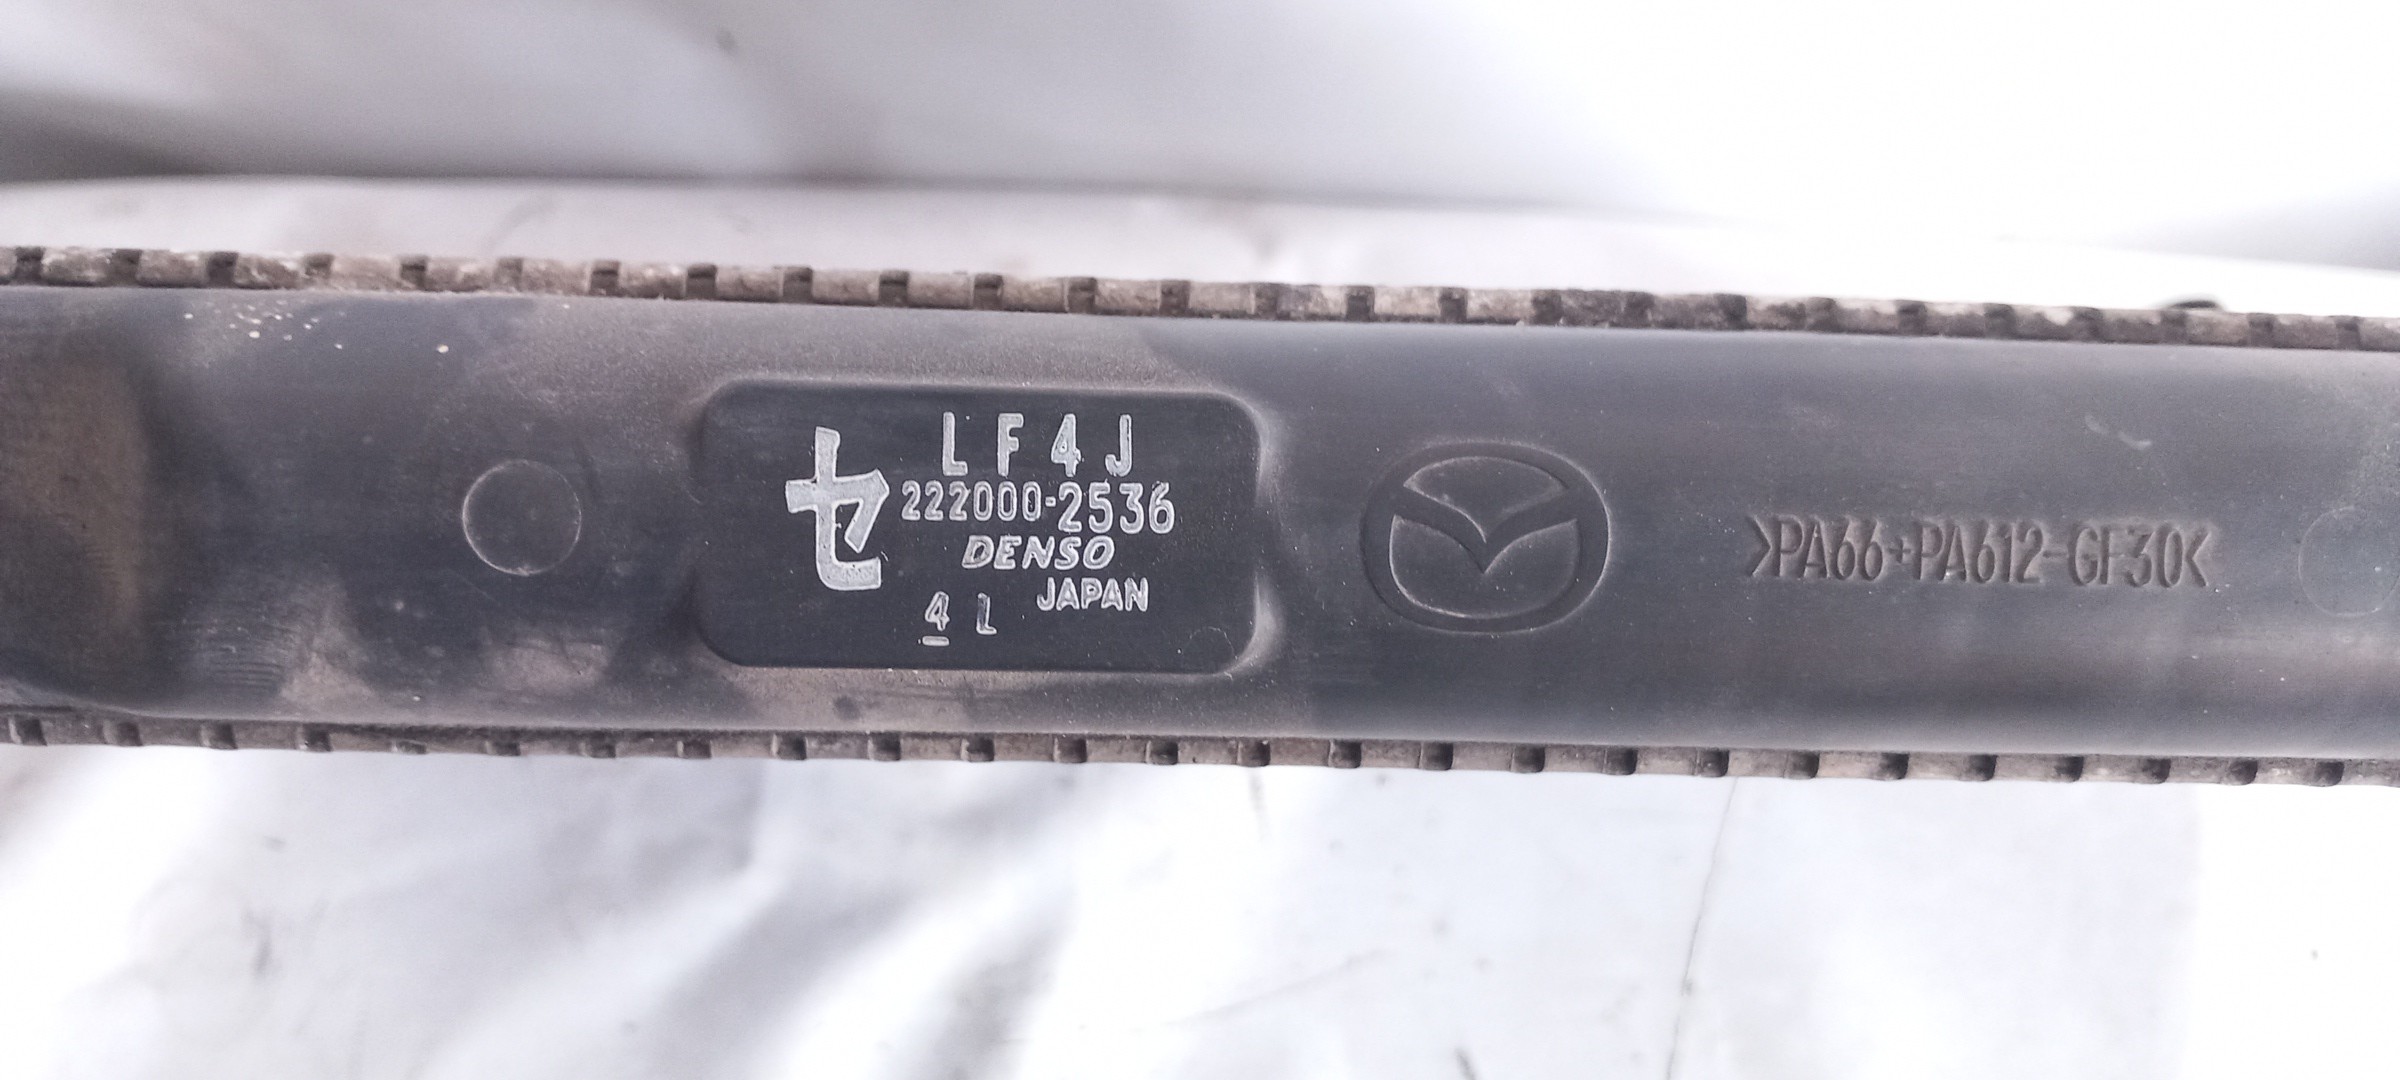 LF4J
セ 222000-2536
DENSO
JAPAN
4 L
>PA66+PA612-GF30<